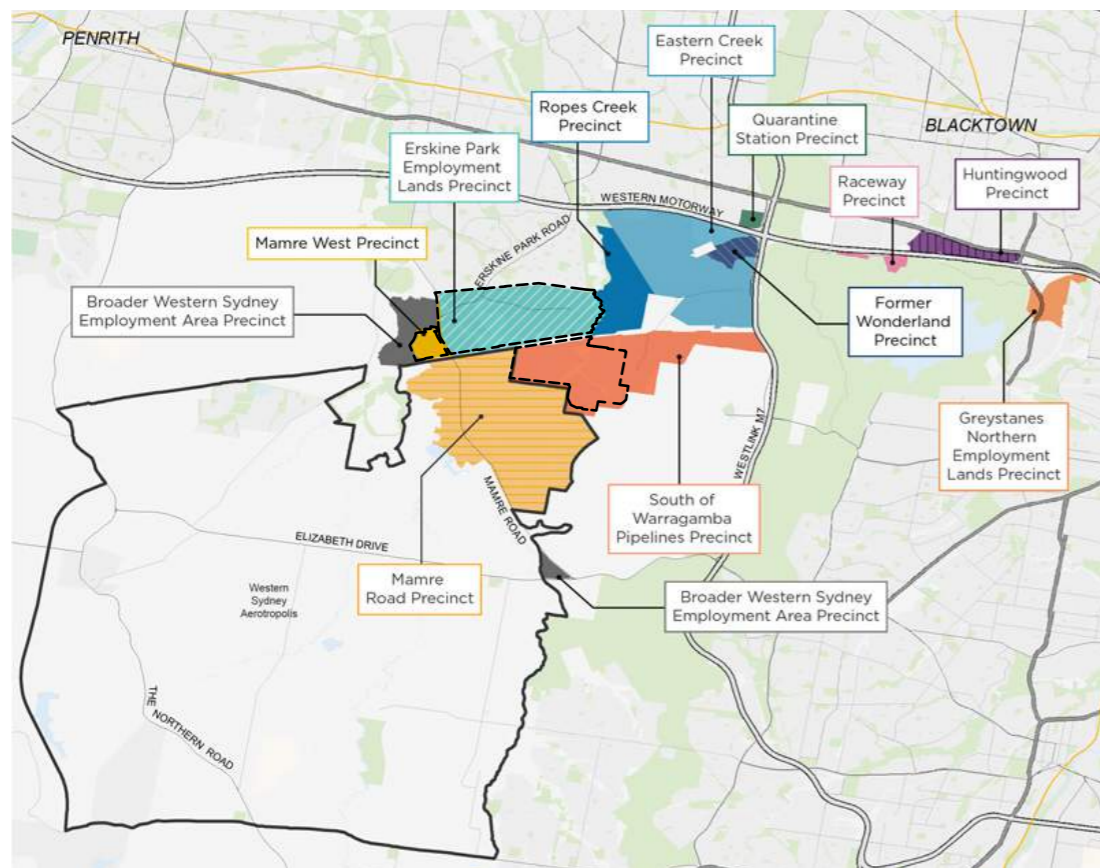 PENRITH
Eastern Creek
Precinct
Ropes Creek
Precinct
Quarantine
Station Precinct
BLACKTOWN
Erskine Park
Employment
Lands Precinct
Raceway
Precinct
Huntingwood
Precinct
WESTERN MOTORWAY
Mamre West Precinct
ERSKINE PARK ROAD
Broader Western Sydney
Employment Area Precinct
Former
Wonderland
Precinct
WESTLINK M7
Greystanes
Northern
Employment
Lands Precinct
MAMRE ROAD
South of
Warragamba
Pipelines Precinct
ELIZABETH DRIVE
Mamre
Road Precinct
Western
Sydney
Aerotropolis
Broader Western Sydney
Employment Area Precinct
THE NORTHERN ROAD